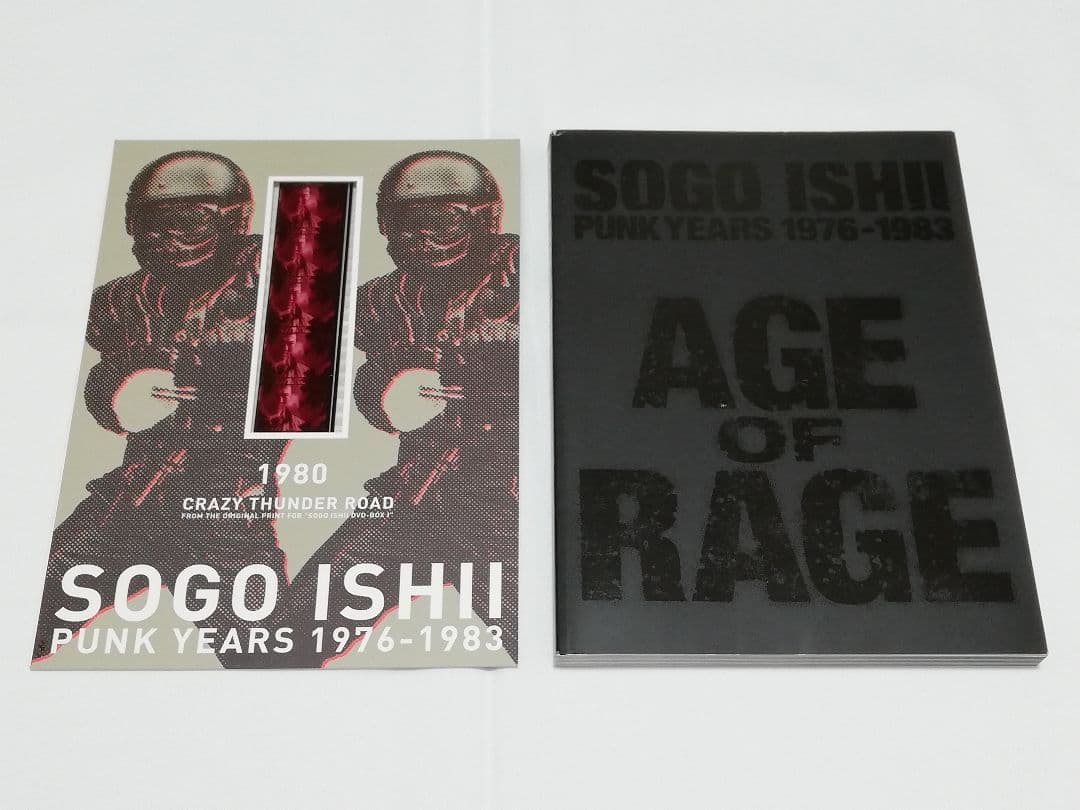 1980
CRAZY THUNDER ROAD
FROM THE ORIGINAL PRINT FOR "SOGO ISHII DVD-BOX I"
SOGO ISHII
PUNK YEARS 1976-1983
SOGO ISHII
PUNK YEARS 1976-1983
AGE
OF
RAGE